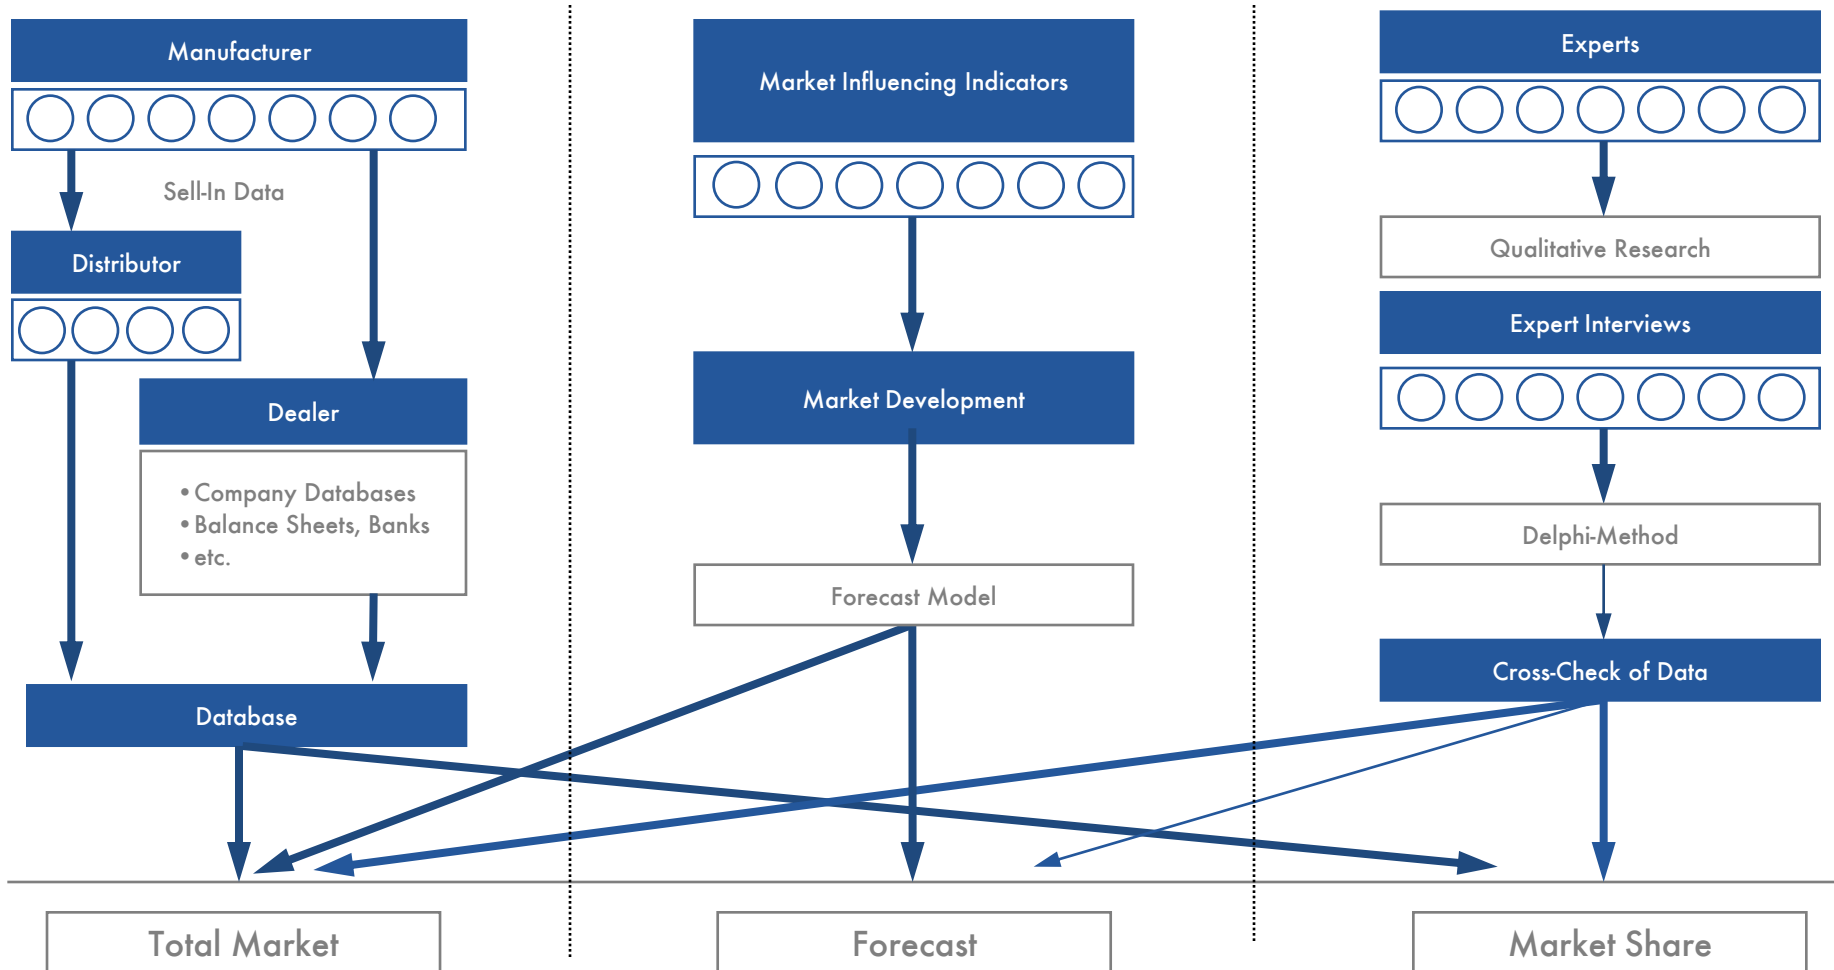 Manufacturer
Sell-In Data
Distributor
Dealer
• Company Databases
• Balance Sheets, Banks
• etc.
Database
Total Market
Market Influencing Indicators
Market Development
Forecast Model
Forecast
Experts
Qualitative Research
Expert Interviews
Delphi-Method
Cross-Check of Data
Market Share